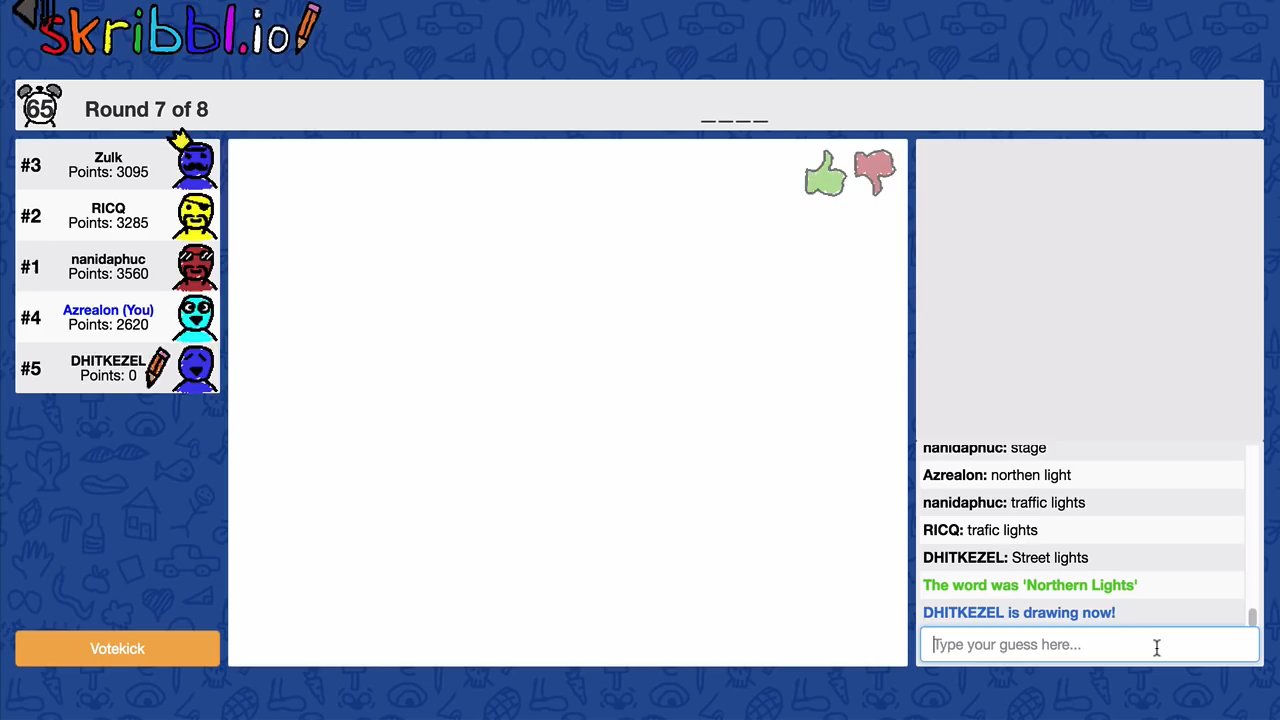 skribbl.io
65
Round 7 of 8
_ _ _ _
#3
Zulk
Points: 3095
#2
RICQ
Points: 3285
#1
nanidaphuc
Points: 3560
#4
Azrealon (You)
Points: 2620
#5
DHITKEZEL
Points: 0
Votekick
nanidaphuc: stage
Azrealon: northen light
nanidaphuc: traffic lights
RICQ: trafic lights
DHITKEZEL: Street lights
The word was 'Northern Lights'
DHITKEZEL is drawing now!
Type your guess here...